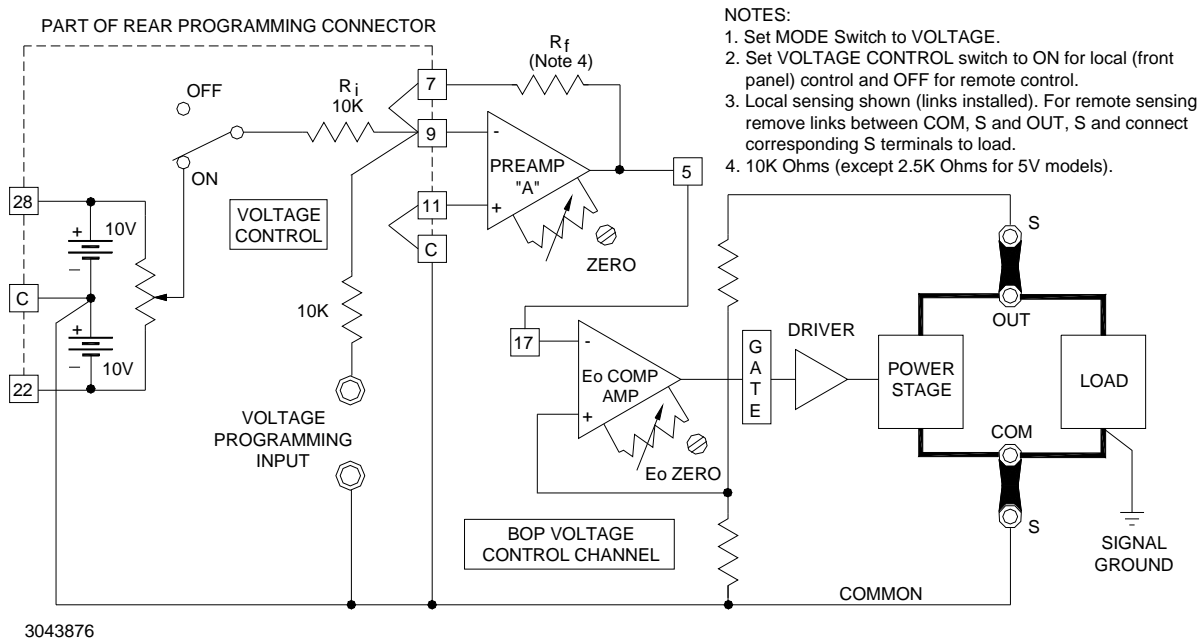 PART OF REAR PROGRAMMING CONNECTOR
NOTES:
1. Set MODE Switch to VOLTAGE.
2. Set VOLTAGE CONTROL switch to ON for local (front
panel) control and OFF for remote control.
3. Local sensing shown (links installed). For remote sensing
remove links between COM, S and OUT, S and connect
corresponding S terminals to load.
4. 10K Ohms (except 2.5K Ohms for 5V models).
Rf
(Note 4)
7
OFF
Ri
10K
9
-
PREAMP
"A"
+
5
ON
28
VOLTAGE
CONTROL
11
C
ZERO
+
10V
–
C
+
10V
–
22
10K
VOLTAGE
PROGRAMMING
INPUT
17
-
Eo COMP
AMP
+
Eo ZERO
GATE
DRIVER
POWER
STAGE
S
OUT
LOAD
COM
S
SIGNAL
GROUND
BOP VOLTAGE
CONTROL CHANNEL
COMMON
3043876